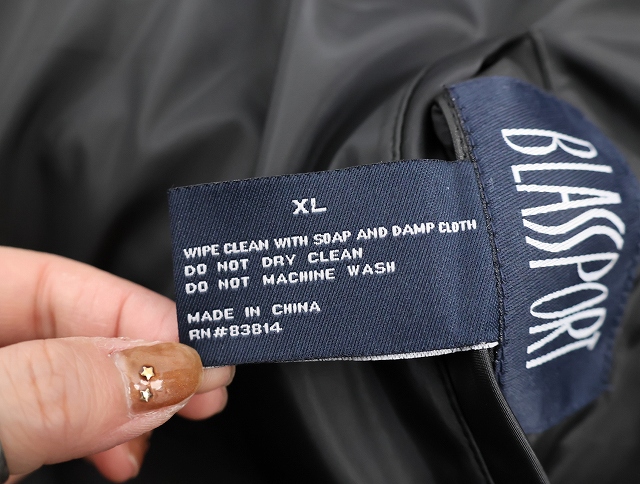 XL
WIPE CLEAN WITH SOAP AND DAMP CLOTH
DO NOT DRY CLEAN
DO NOT MACHINE WASH
MADE IN CHINA
RN#83814
BLASSPORT